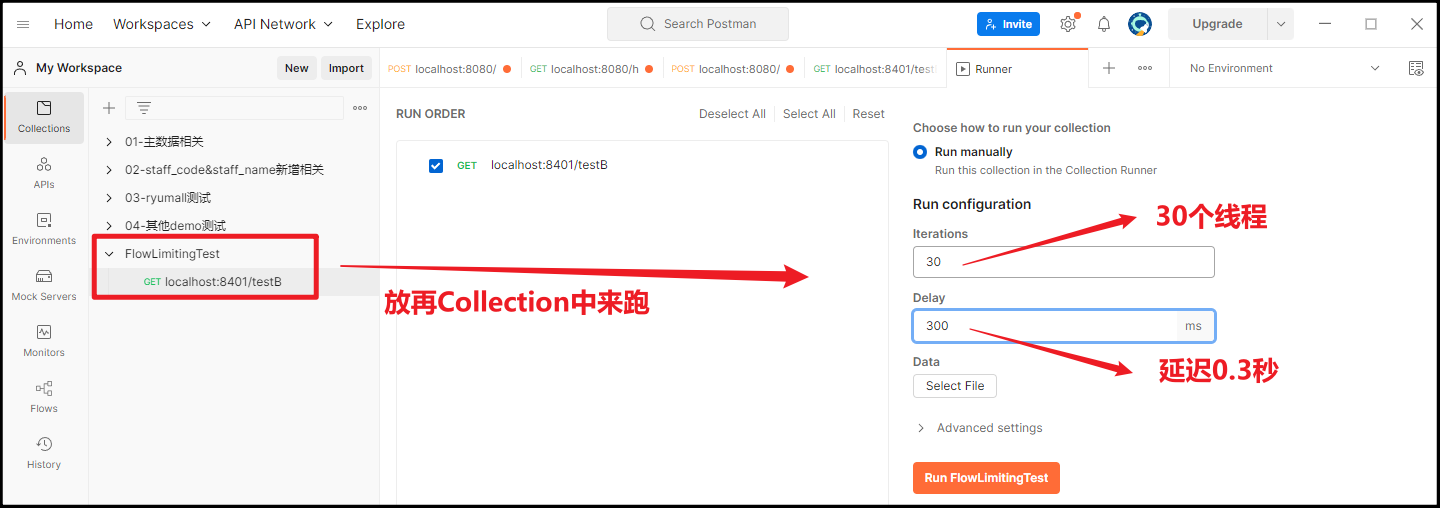 Home Workspaces API Network Explore Search Postman Invite Upgrade
My Workspace New Import POST localhost:8080/ GET localhost:8080/h POST localhost:8080/ GET localhost:8401/test Runner No Environment
Collections
APIs
Environments
Mock Servers
Monitors
Flows
History
01-主数据相关
02-staff_code&staff_name新增相关
03-ryumall测试
04-其他demo测试
FlowLimitingTest
GET localhost:8401/testB
放再Collection中来跑
RUN ORDER Deselect All Select All Reset
GET localhost:8401/testB
Choose how to run your collection
Run manually
Run this collection in the Collection Runner
Run configuration
30个线程
Iterations
30
Delay
300 ms
延迟0.3秒
Data
Select File
Advanced settings
Run FlowLimitingTest